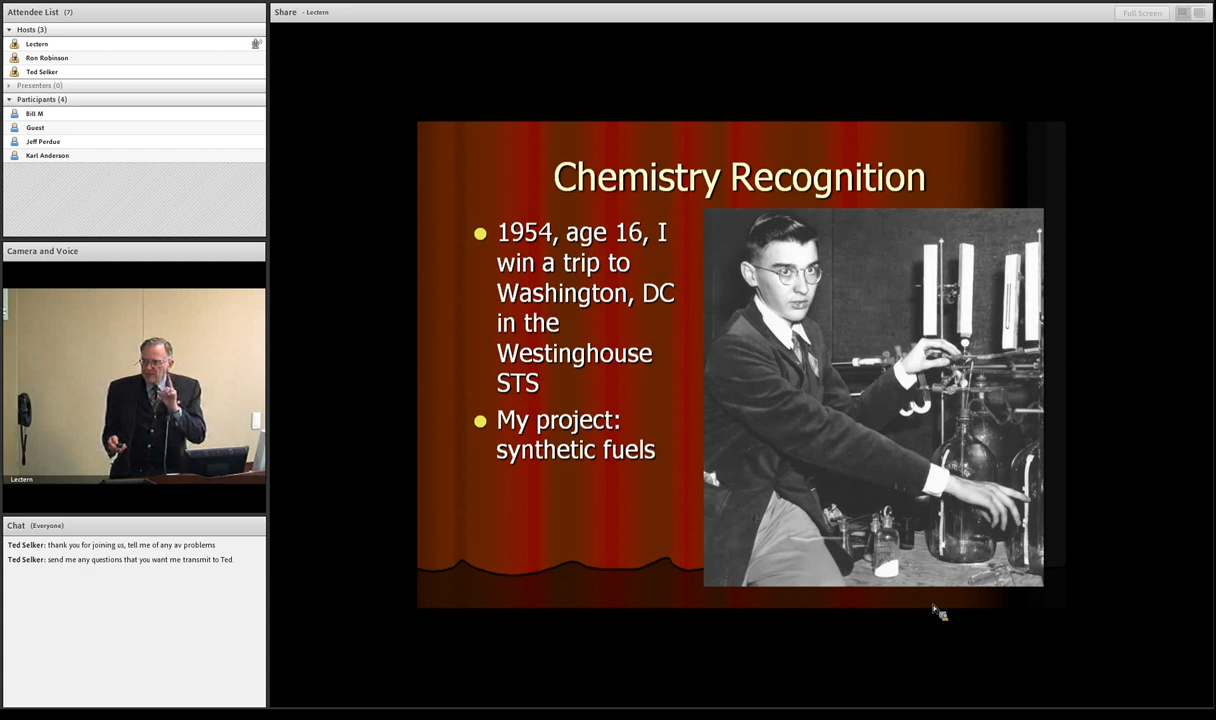 Attendee List (7)
Hosts (3)
Lectern
Ron Robinson
Ted Selker
Presenters (0)
Participants (4)
Bill M
Guest
Jeff Perdue
Karl Anderson
Camera and Voice
Lectern
Chat (Everyone)
Ted Selker: thank you for joining us, tell me of any av problems
Ted Selker: send me any questions that you want me transmit to Ted.
Share - Lectern
Full Screen
Chemistry Recognition
1954, age 16, I
win a trip to
Washington, DC
in the
Westinghouse
STS
My project:
synthetic fuels